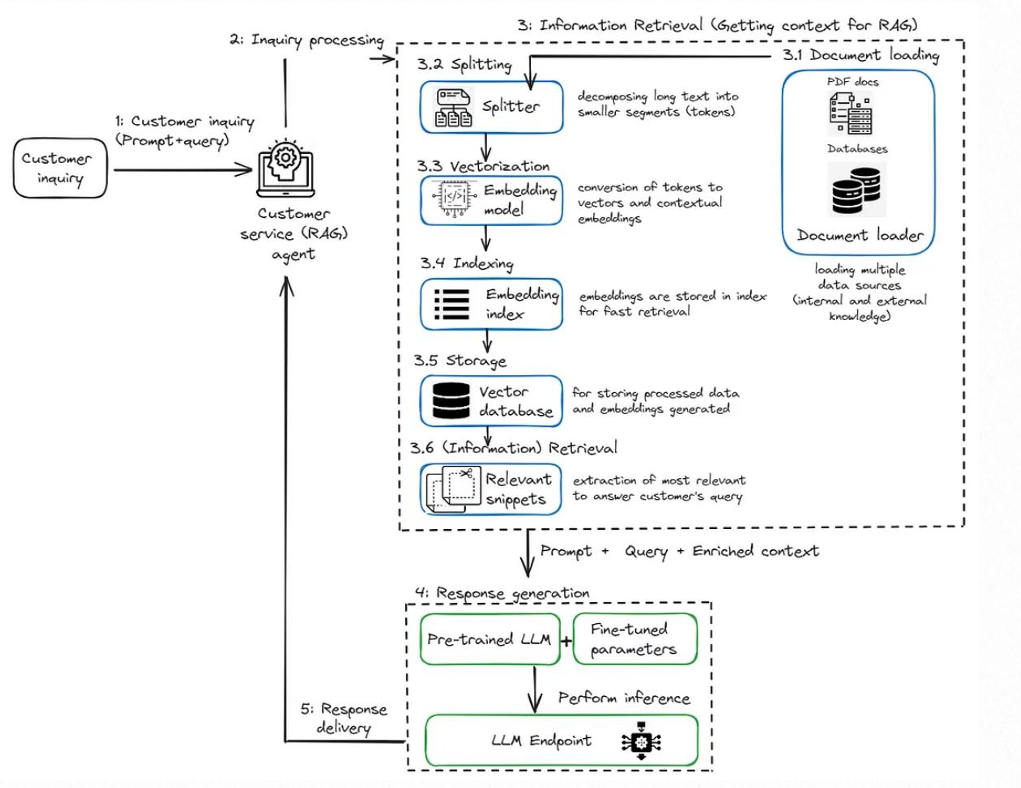 3: Information Retrieval (Getting context for RAG)
2: Inquiry processing
3.1 Document loading
3.2 Splitting
PDF docs
Splitter
decomposing long text into
smaller segments (tokens)
1: Customer inquiry
(Prompt+query)
Databases
Customer
inquiry
3.3 Vectorization
Embedding
model
conversion of tokens to
vectors and contextual
embeddings
</>
Customer
service (RAG)
agent
Document loader
loading multiple
data sources
(internal and external
knowledge)
3.4 Indexing
Embedding
index
embeddings are stored in index
for fast retrieval
3.5 Storage
Vector
database
for storing processed data
and embeddings generated
3.6 (Information) Retrieval
Relevant
snippets
extraction of most relevant
to answer customer's query
Prompt + Query + Enriched context
4: Response generation
Pre-trained LLM
+
Fine-tuned
parameters
Perform inference
5: Response
delivery
LLM Endpoint